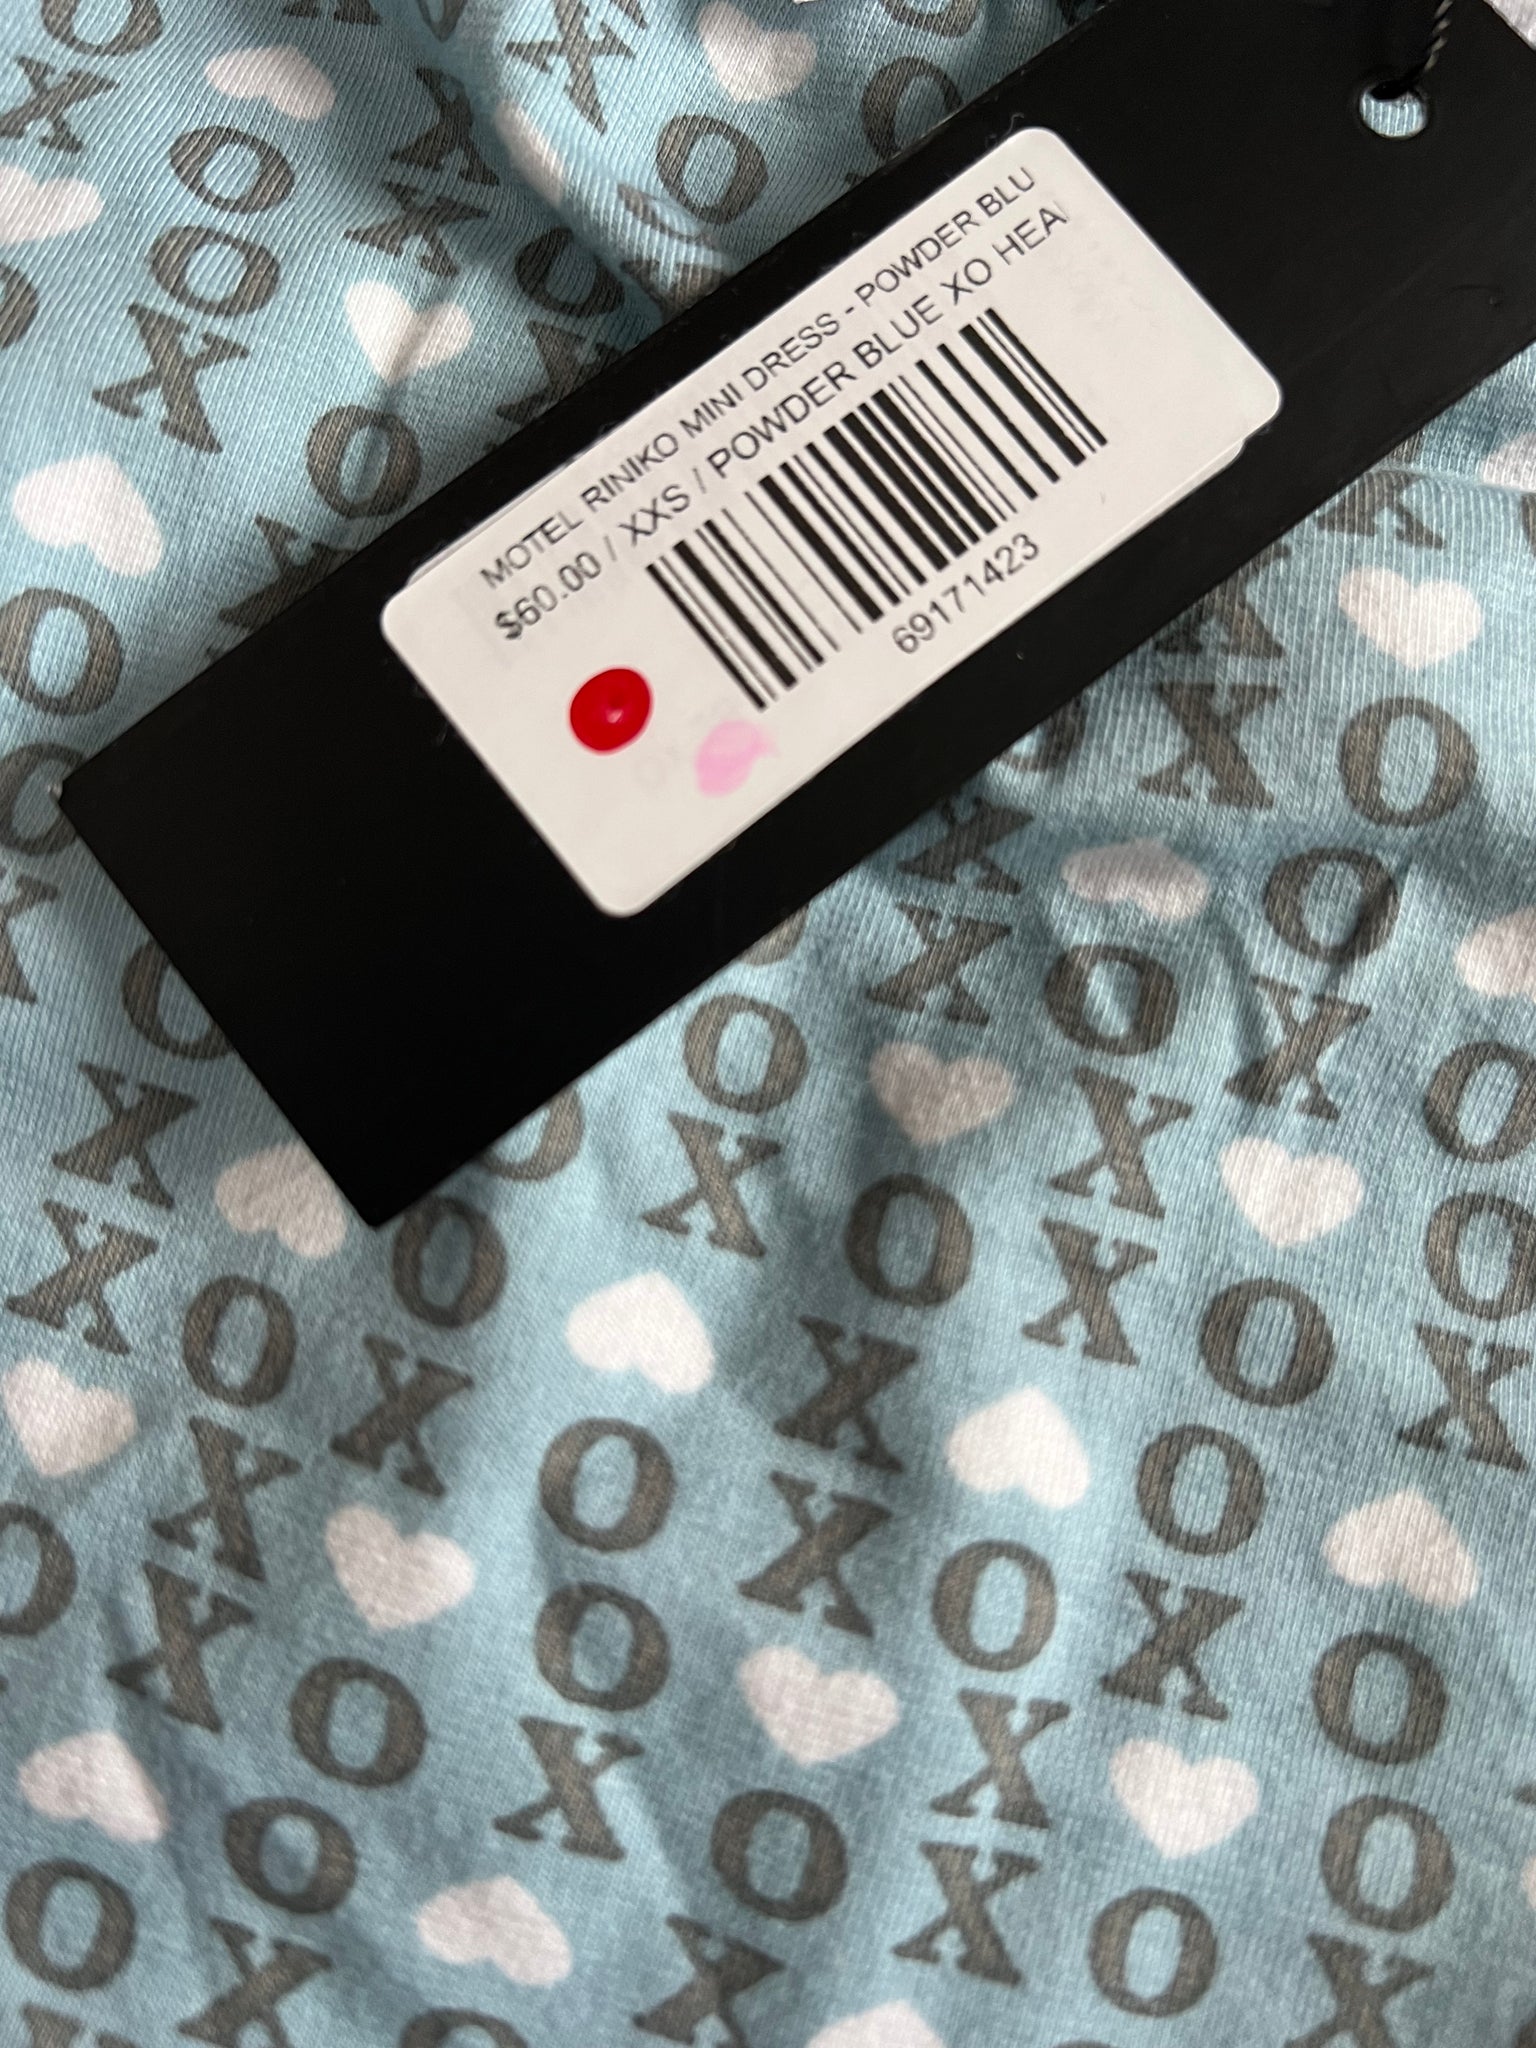 MOTEL RINIKO MINI DRESS - POWDER BLU
$60.00 / XXS / POWDER BLUE XO HEA
69171423